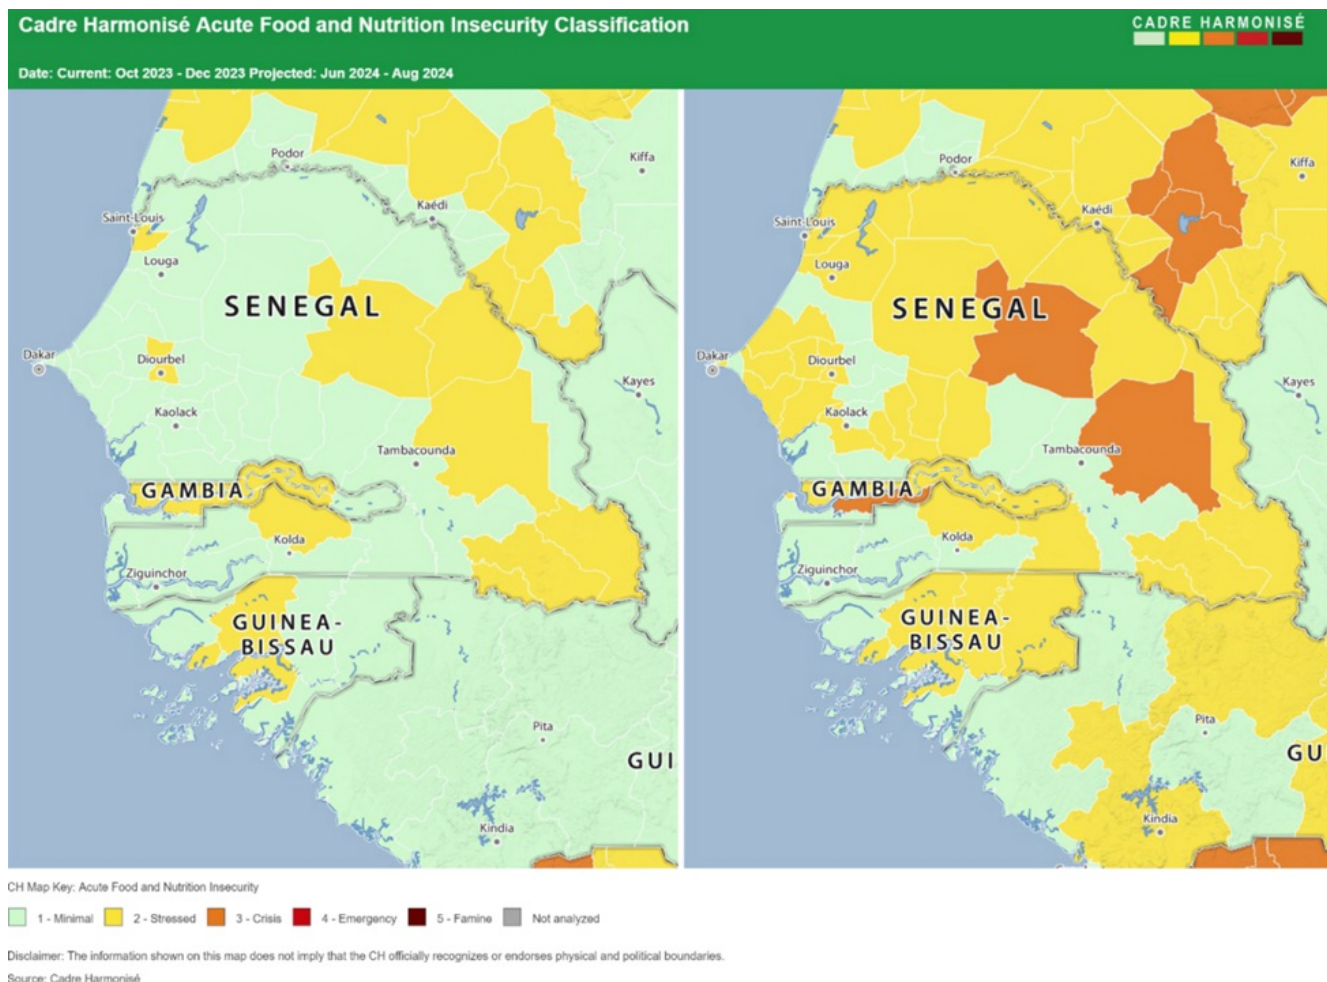 Cadre Harmonisé Acute Food and Nutrition Insecurity Classification
CADRE HARMONISÉ
Date: Current: Oct 2023 - Dec 2023 Projected: Jun 2024 - Aug 2024
Podor
Kiffa
Saint-Louis
Kaédi
Louga
SENEGAL
Dakar
Diourbel
Kayes
Kaolack
Tambacounda
GAMBIA
Kolda
Ziguinchor
GUINEA-
BISSAU
Pita
GUI
Kindia
Podor
Kiffa
Saint-Louis
Kaédi
Louga
SENEGAL
Dakar
Diourbel
Kayes
Kaolack
Tambacounda
GAMBIA
Kolda
Ziguinchor
GUINEA-
BISSAU
Pita
GU
Kindia
CH Map Key: Acute Food and Nutrition Insecurity
1 - Minimal 2 - Stressed 3 - Crisis 4 - Emergency 5 - Famine Not analyzed
Disclaimer: The information shown on this map does not imply that the CH officially recognizes or endorses physical and political boundaries.
Source: Cadre Harmonisé